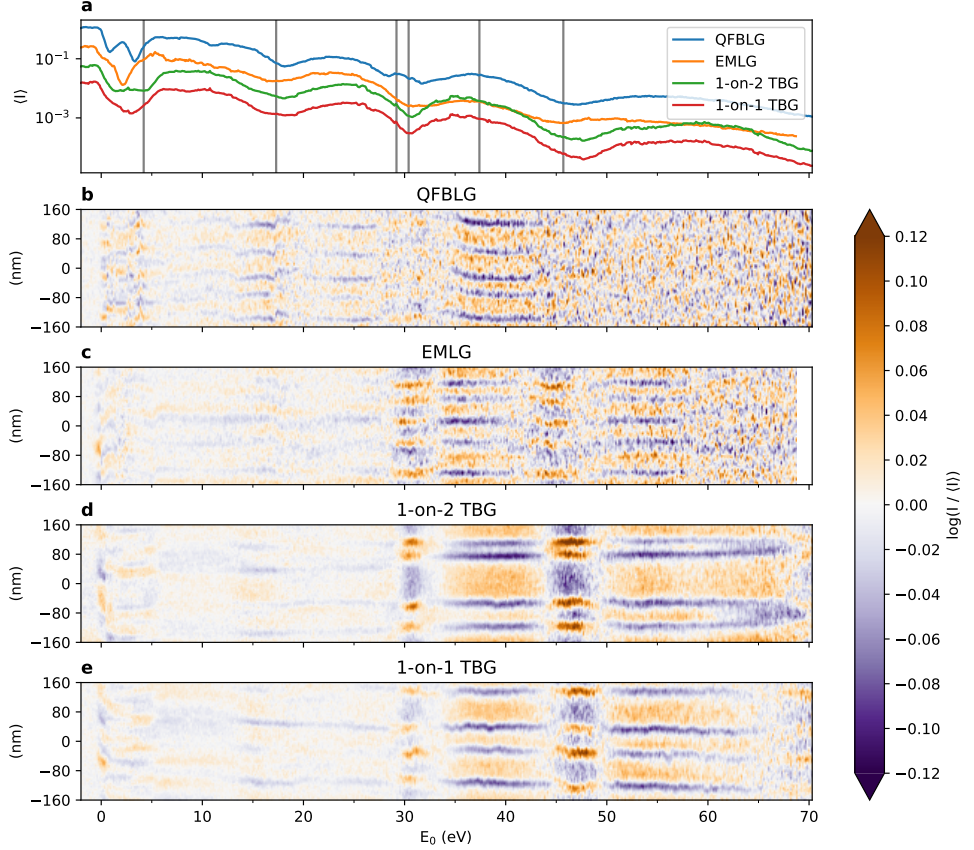 a
⟨I⟩
10⁻¹
10⁻³
QFBLG
EMLG
1-on-2 TBG
1-on-1 TBG
b
QFBLG
(nm)
160
80
0
−80
−160
c
EMLG
(nm)
160
80
0
−80
−160
d
1-on-2 TBG
(nm)
160
80
0
−80
−160
e
1-on-1 TBG
(nm)
160
80
0
−80
−160
0 10 20 30 40 50 60 70
E₀ (eV)
0.12
0.10
0.08
0.06
0.04
0.02
0.00
−0.02
−0.04
−0.06
−0.08
−0.10
−0.12
log(I / ⟨I⟩)